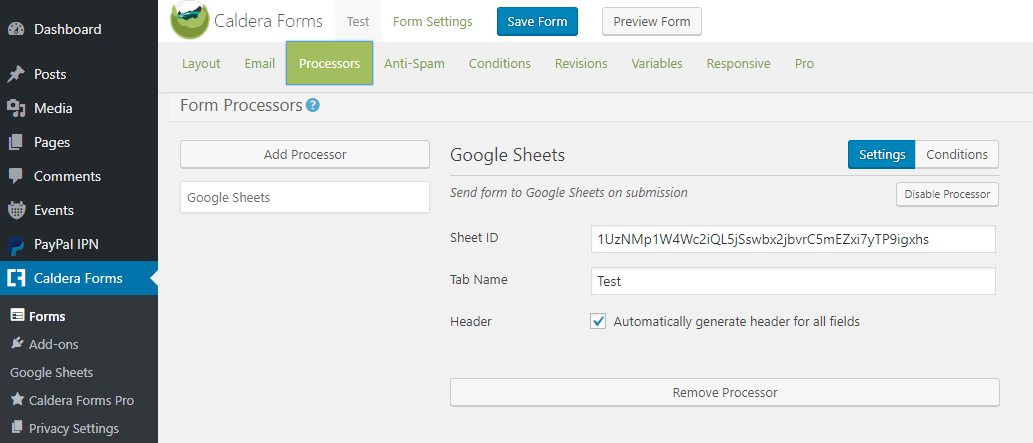 Dashboard
Posts
Media
Pages
Comments
Events
PayPal IPN
Caldera Forms
Forms
Add-ons
Google Sheets
Caldera Forms Pro
Privacy Settings
Caldera Forms Test Form Settings Save Form Preview Form
Layout Email Processors Anti-Spam Conditions Revisions Variables Responsive Pro
Form Processors ?
Add Processor
Google Sheets
Google Sheets Settings Conditions
Send form to Google Sheets on submission Disable Processor
Sheet ID 1UzNMp1W4Wc2iQL5jSswbx2jbvrC5mEZxi7yTP9igxhs
Tab Name Test
Header Automatically generate header for all fields
Remove Processor